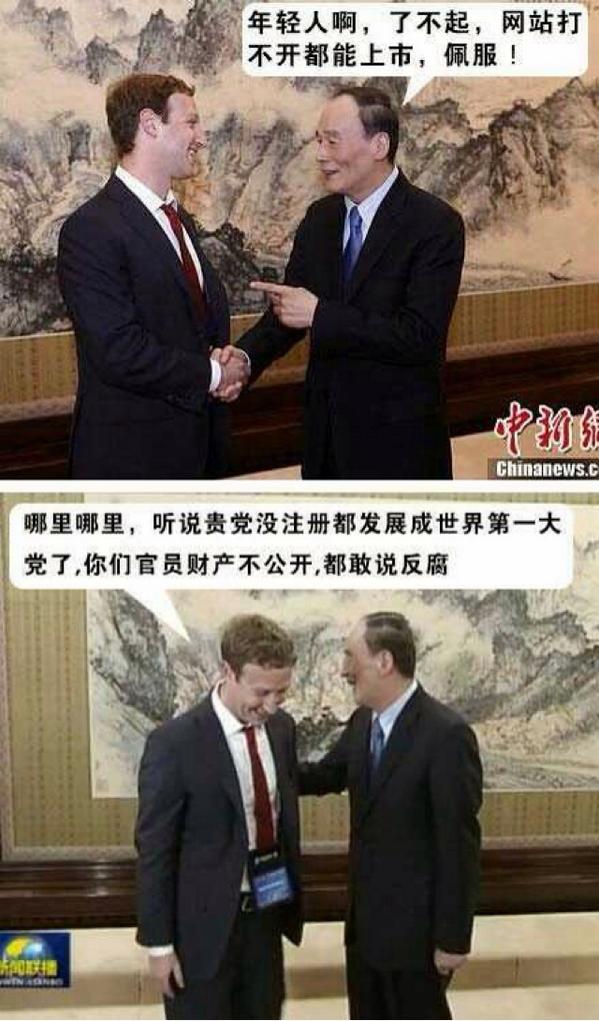 年轻人啊，了不起，网站打
不开都能上市，佩服！
中新
Chinanews.co
哪里哪里，听说贵党没注册都发展成世界第一大
党了,你们官员财产不公开,都敢说反腐
新闻联播